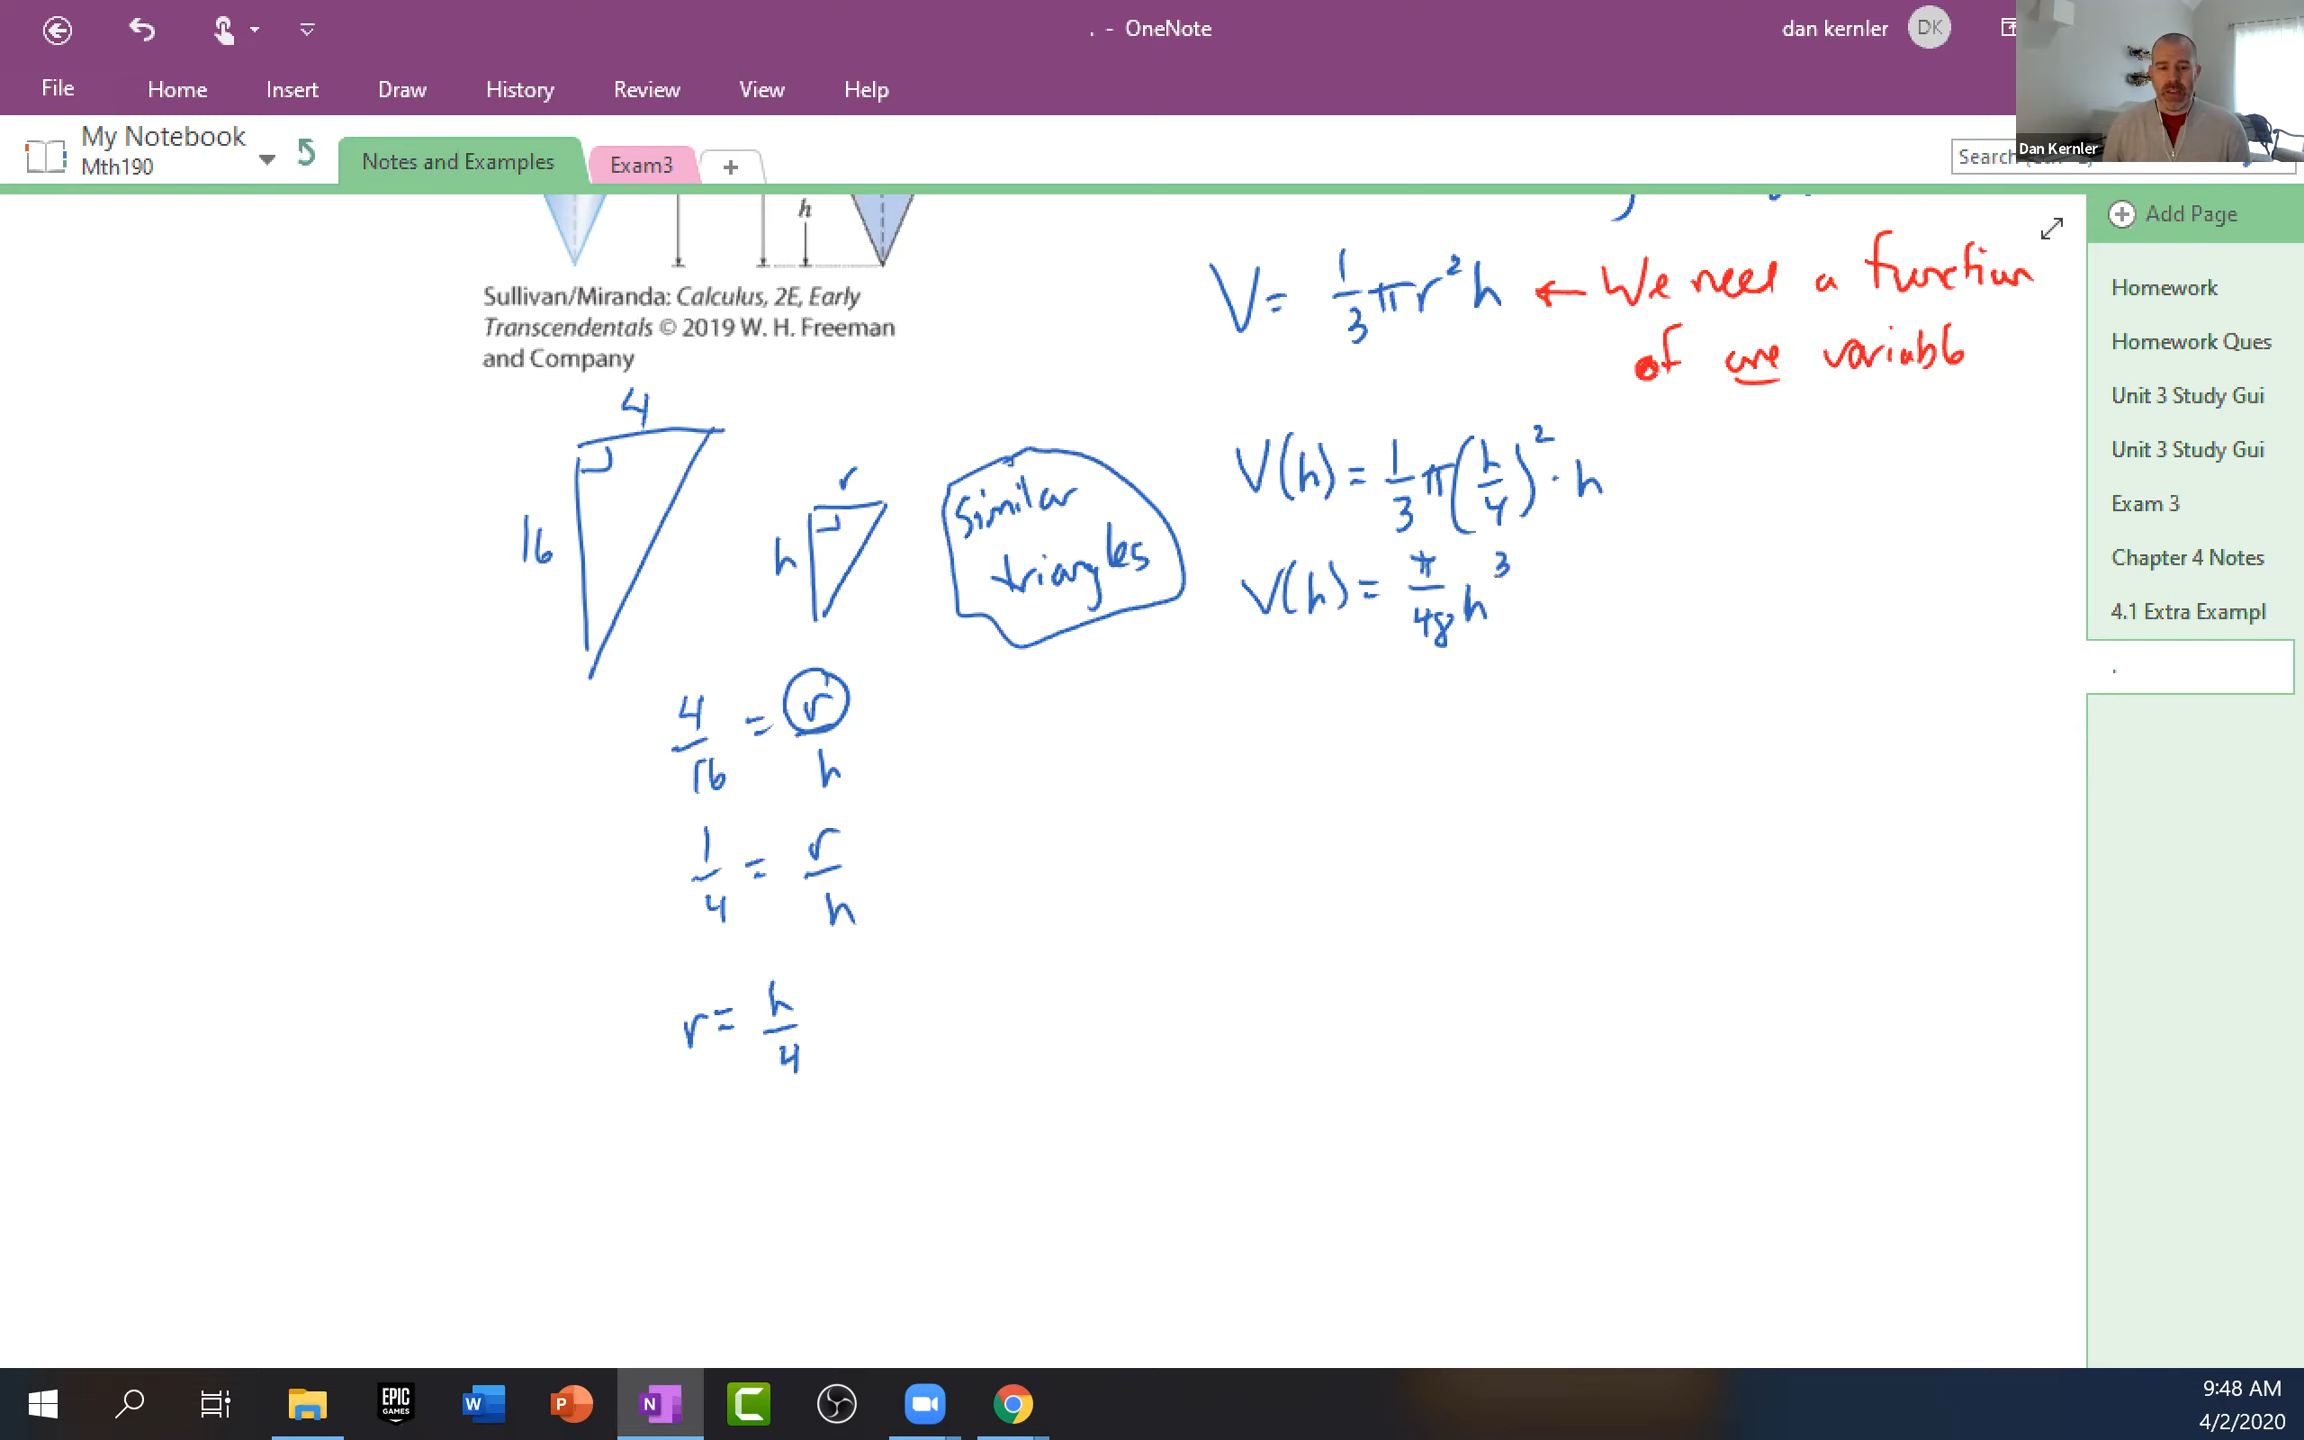 . - OneNote
dan kernler
DK
File
Home
Insert
Draw
History
Review
View
Help
My Notebook
Mth190
Notes and Examples
Exam3
+
Search
Dan Kernler
Add Page
Homework
Homework Ques
Unit 3 Study Gui
Unit 3 Study Gui
Exam 3
Chapter 4 Notes
4.1 Extra Exampl
.
h
Sullivan/Miranda: Calculus, 2E, Early
Transcendentals © 2019 W. H. Freeman
and Company
V = 1/3 πr²h ← We need a function
of one variable
4
16
r
h
Similar
triangles
V(h) = 1/3 π(h/4)² · h
V(h) = π/48 h³
4/16 = r/h
1/4 = r/h
r = h/4
EPIC
GAMES
W
P
N
9:48 AM
4/2/2020